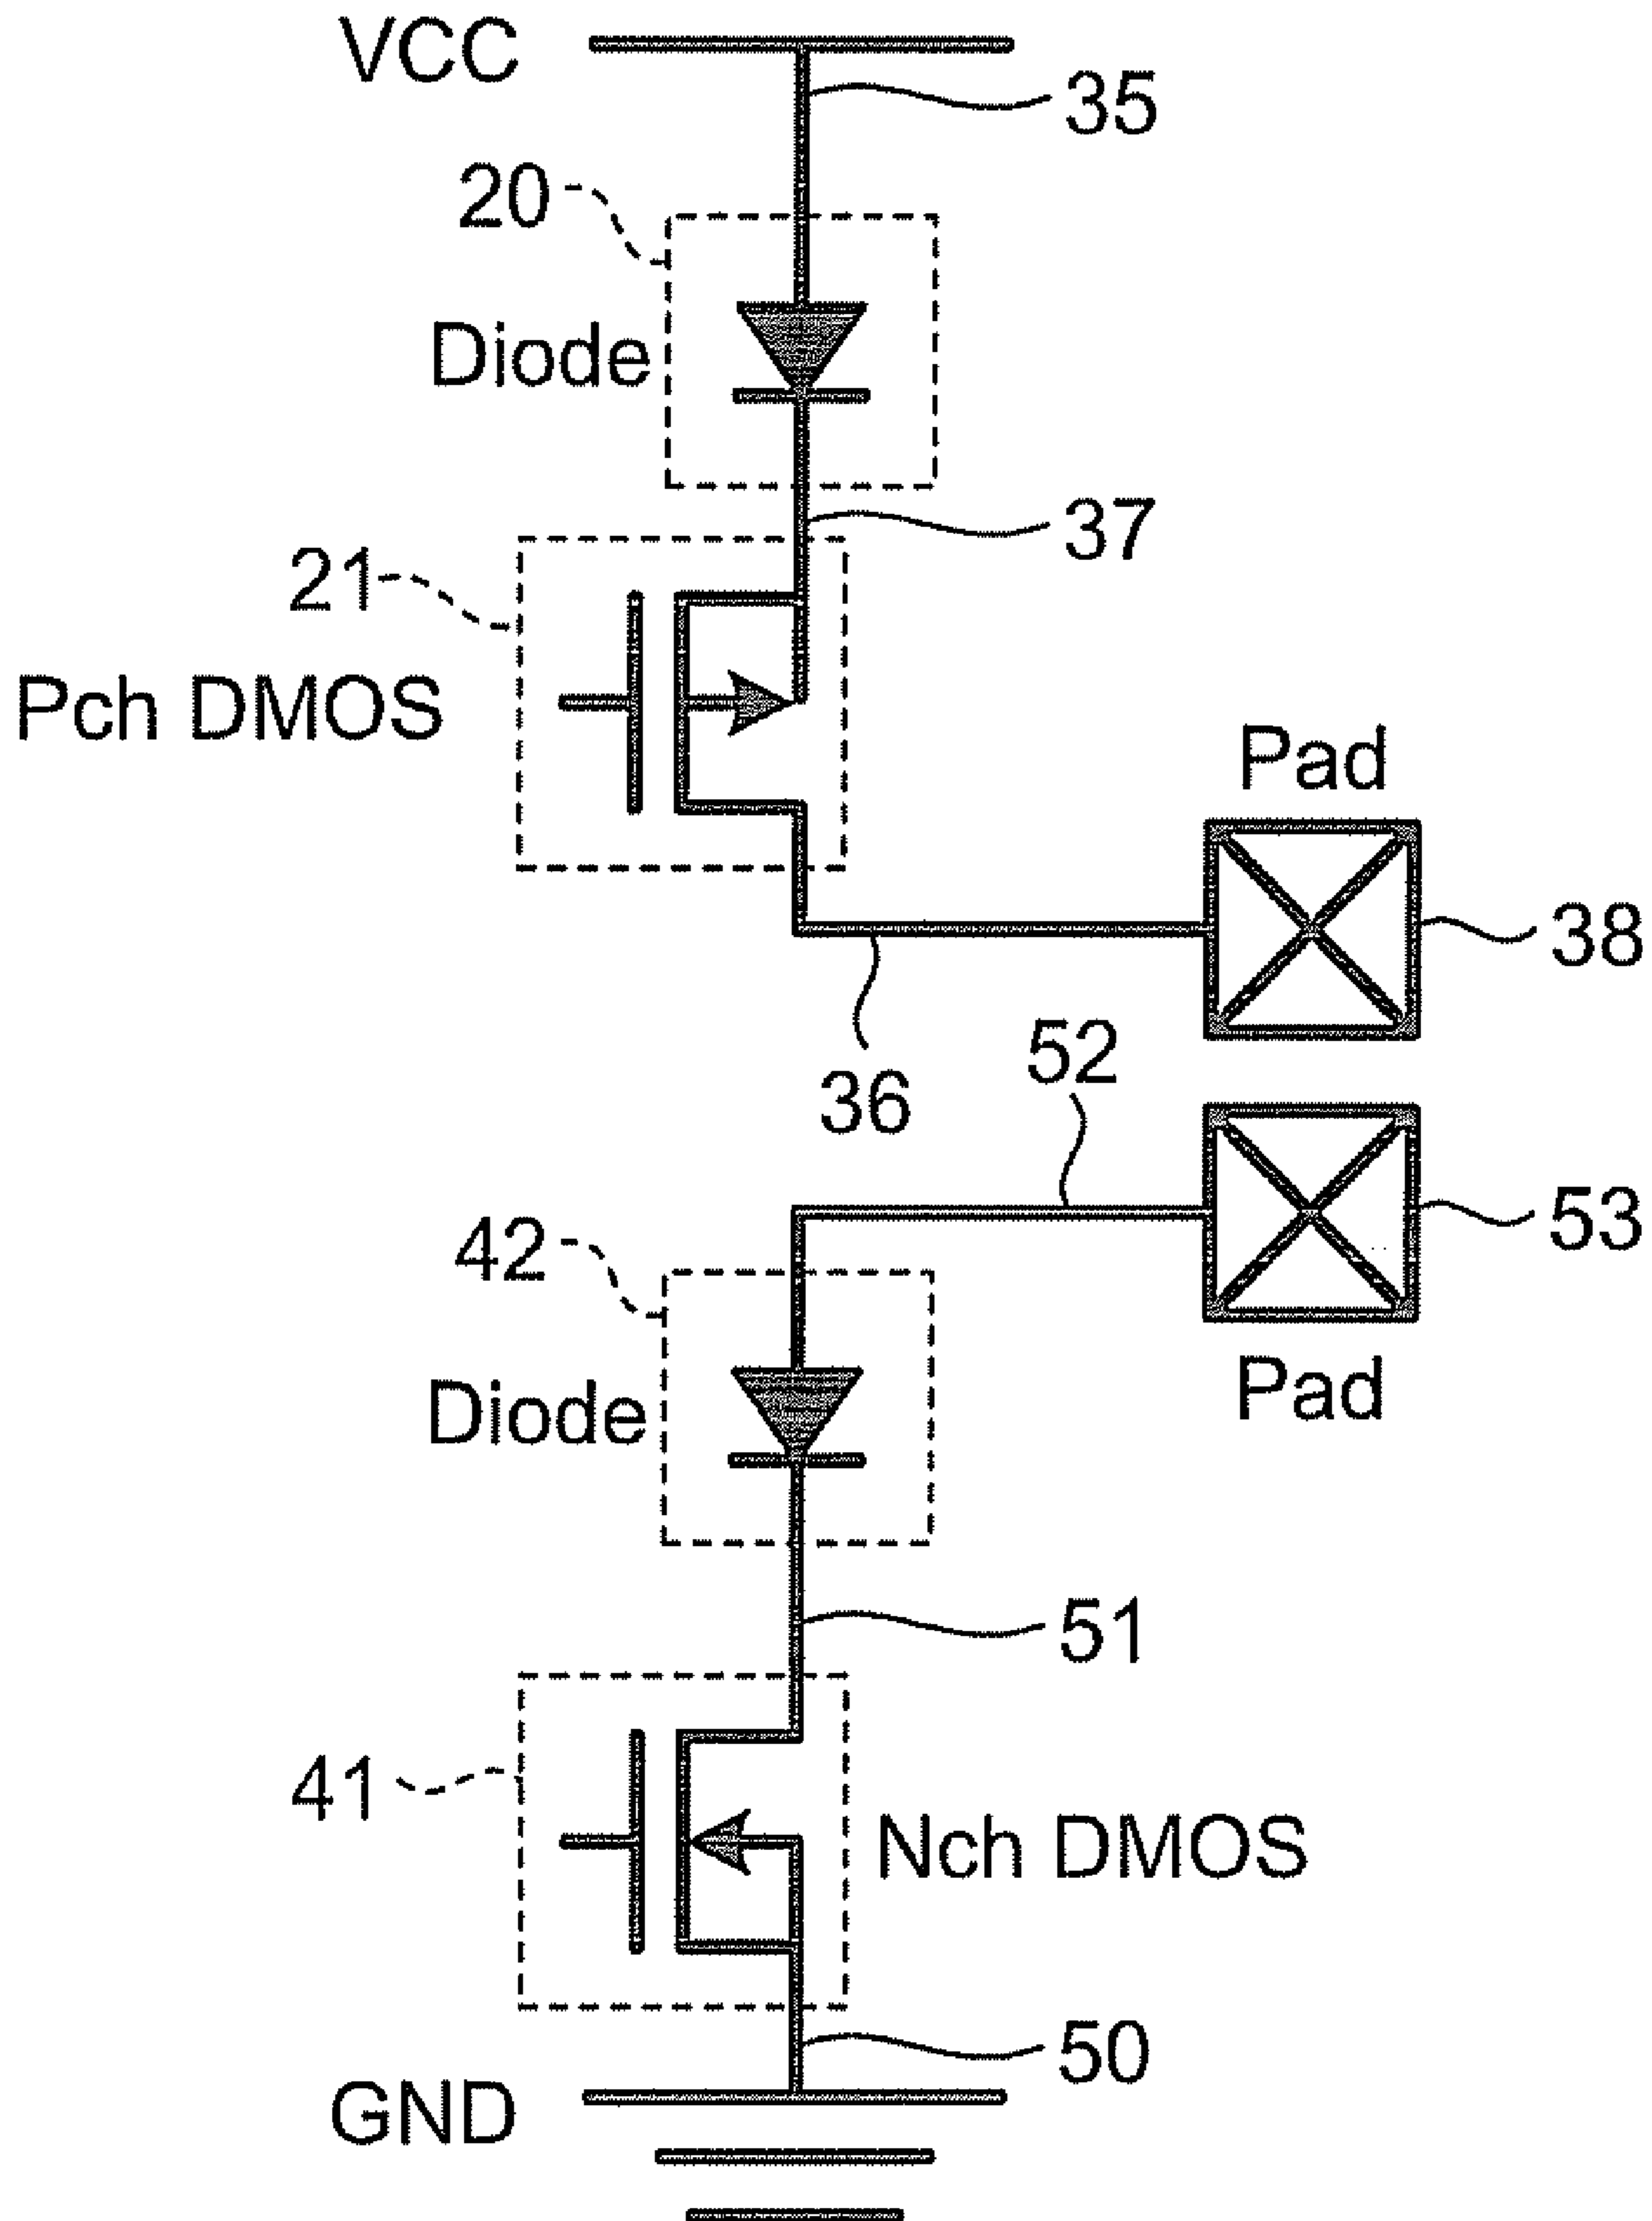 VCC
35
20
Diode
37
21
Pch DMOS
Pad
38
36
52
53
42
Diode
Pad
51
41
Nch DMOS
50
GND